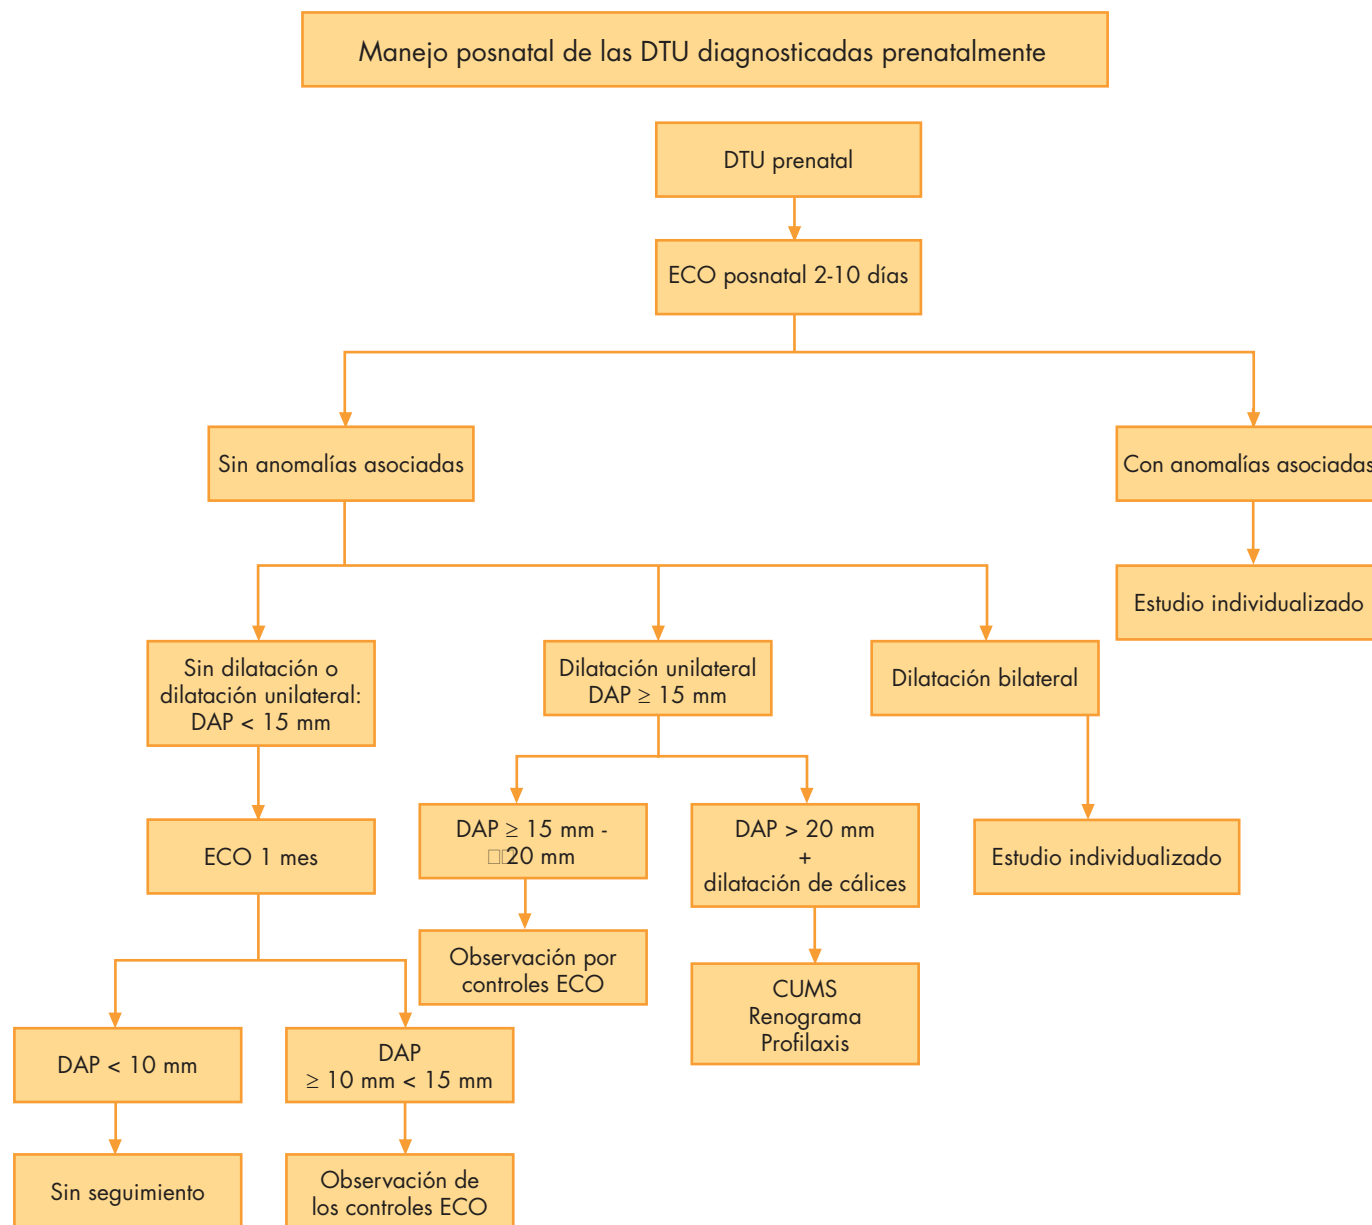 Manejo posnatal de las DTU diagnosticadas prenatalmente
DTU prenatal
ECO posnatal 2-10 días
Sin anomalías asociadas
Con anomalías asociadas
Estudio individualizado
Sin dilatación o
dilatación unilateral:
DAP < 15 mm
Dilatación unilateral
DAP ≥ 15 mm
Dilatación bilateral
ECO 1 mes
DAP ≥ 15 mm -
□□20 mm
DAP > 20 mm
+
dilatación de cálices
Estudio individualizado
Observación por
controles ECO
CUMS
Renograma
Profilaxis
DAP < 10 mm
DAP
≥ 10 mm < 15 mm
Sin seguimiento
Observación de
los controles ECO